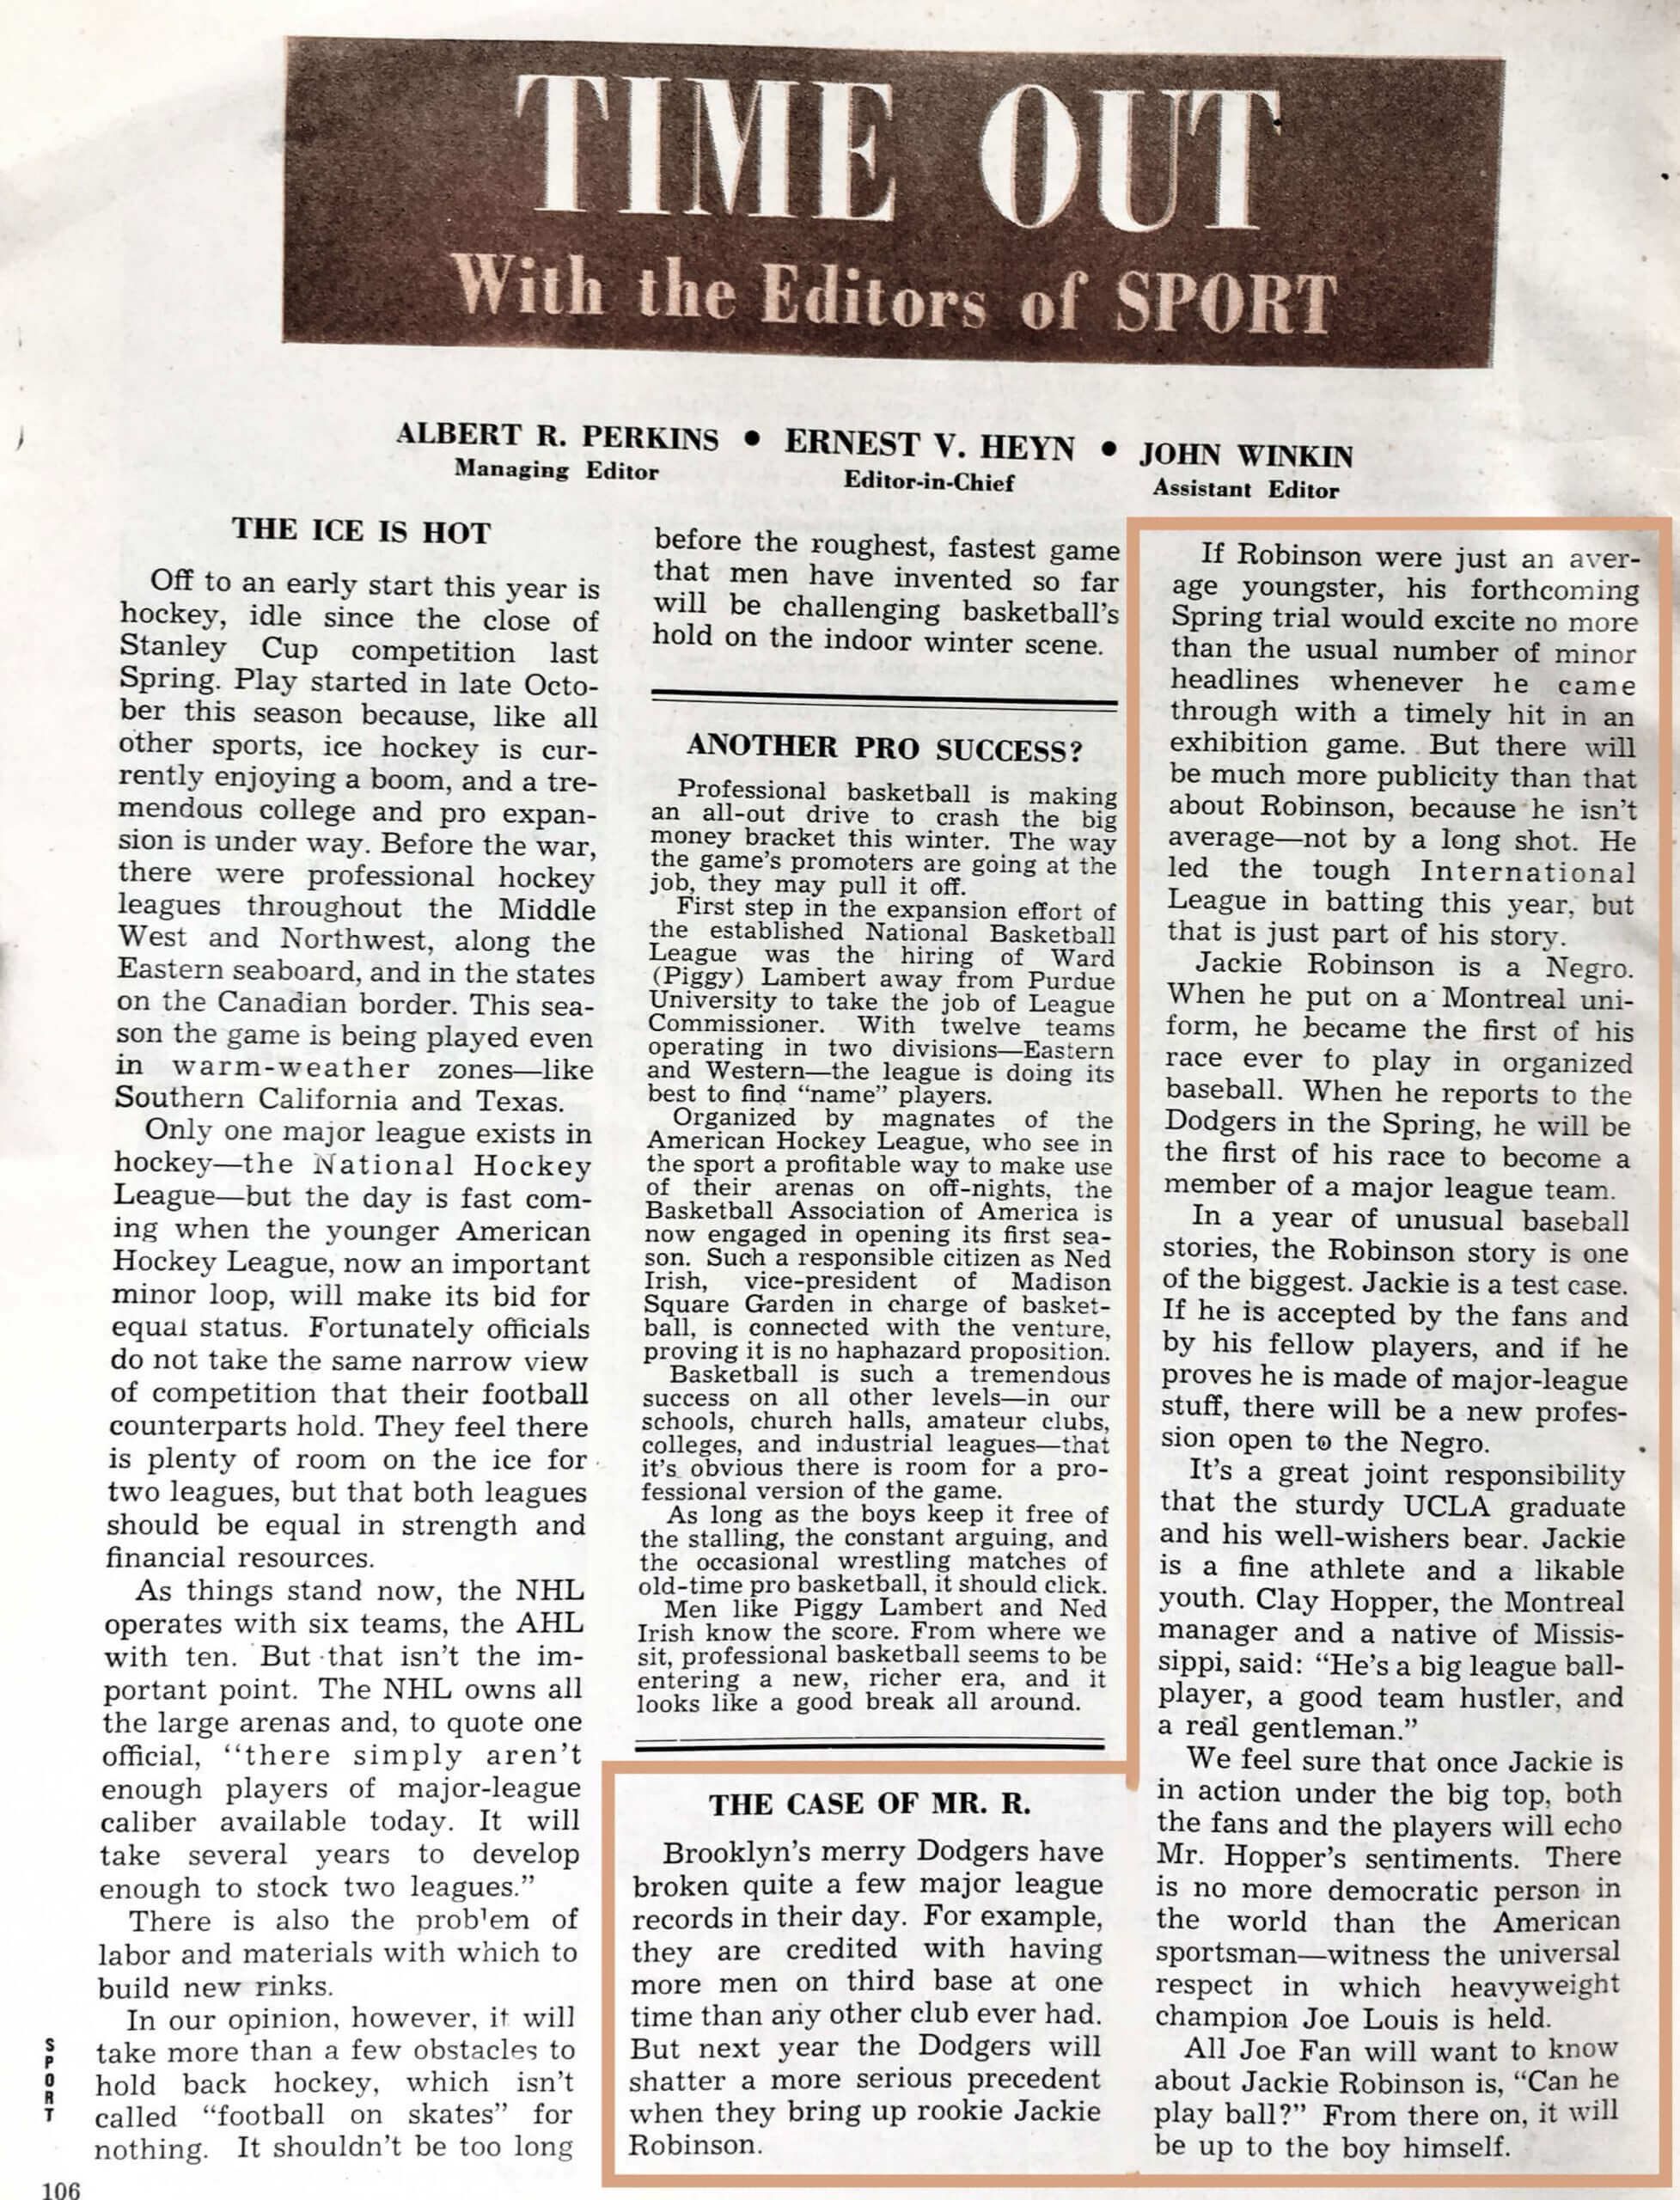 TIME OUT
With the Editors of SPORT
ALBERT R. PERKINS • ERNEST V. HEYN • JOHN WINKIN
Managing Editor Editor-in-Chief Assistant Editor
THE ICE IS HOT
Off to an early start this year is
hockey, idle since the close of
Stanley Cup competition last
Spring. Play started in late Octo-
ber this season because, like all
other sports, ice hockey is cur-
rently enjoying a boom, and a tre-
mendous college and pro expan-
sion is under way. Before the war,
there were professional hockey
leagues throughout the Middle
West and Northwest, along the
Eastern seaboard, and in the states
on the Canadian border. This sea-
son the game is being played even
in warm-weather zones—like
Southern California and Texas.
Only one major league exists in
hockey—the National Hockey
League—but the day is fast com-
ing when the younger American
Hockey League, now an important
minor loop, will make its bid for
equal status. Fortunately officials
do not take the same narrow view
of competition that their football
counterparts hold. They feel there
is plenty of room on the ice for
two leagues, but that both leagues
should be equal in strength and
financial resources.
As things stand now, the NHL
operates with six teams, the AHL
with ten. But that isn't the im-
portant point. The NHL owns all
the large arenas and, to quote one
official, "there simply aren't
enough players of major-league
caliber available today. It will
take several years to develop
enough to stock two leagues."
There is also the problem of
labor and materials with which to
build new rinks.
In our opinion, however, it will
take more than a few obstacles to
hold back hockey, which isn't
called "football on skates" for
nothing. It shouldn't be too long
before the roughest, fastest game
that men have invented so far
will be challenging basketball's
hold on the indoor winter scene.
ANOTHER PRO SUCCESS?
Professional basketball is making
an all-out drive to crash the big
money bracket this winter. The way
the game's promoters are going at the
job, they may pull it off.
First step in the expansion effort of
the established National Basketball
League was the hiring of Ward
(Piggy) Lambert away from Purdue
University to take the job of League
Commissioner. With twelve teams
operating in two divisions—Eastern
and Western—the league is doing its
best to find "name" players.
Organized by magnates of the
American Hockey League, who see in
the sport a profitable way to make use
of their arenas on off-nights, the
Basketball Association of America is
now engaged in opening its first sea-
son. Such a responsible citizen as Ned
Irish, vice-president of Madison
Square Garden in charge of basket-
ball, is connected with the venture,
proving it is no haphazard proposition.
Basketball is such a tremendous
success on all other levels—in our
schools, church halls, amateur clubs,
colleges, and industrial leagues—that
it's obvious there is room for a pro-
fessional version of the game.
As long as the boys keep it free of
the stalling, the constant arguing, and
the occasional wrestling matches of
old-time pro basketball, it should click.
Men like Piggy Lambert and Ned
Irish know the score. From where we
sit, professional basketball seems to be
entering a new, richer era, and it
looks like a good break all around.
THE CASE OF MR. R.
Brooklyn's merry Dodgers have
broken quite a few major league
records in their day. For example,
they are credited with having
more men on third base at one
time than any other club ever had.
But next year the Dodgers will
shatter a more serious precedent
when they bring up rookie Jackie
Robinson.
If Robinson were just an aver-
age youngster, his forthcoming
Spring trial would excite no more
than the usual number of minor
headlines whenever he came
through with a timely hit in an
exhibition game. But there will
be much more publicity than that
about Robinson, because he isn't
average—not by a long shot. He
led the tough International
League in batting this year, but
that is just part of his story.
Jackie Robinson is a Negro.
When he put on a Montreal uni-
form, he became the first of his
race ever to play in organized
baseball. When he reports to the
Dodgers in the Spring, he will be
the first of his race to become a
member of a major league team.
In a year of unusual baseball
stories, the Robinson story is one
of the biggest. Jackie is a test case.
If he is accepted by the fans and
by his fellow players, and if he
proves he is made of major-league
stuff, there will be a new profes-
sion open to the Negro.
It's a great joint responsibility
that the sturdy UCLA graduate
and his well-wishers bear. Jackie
is a fine athlete and a likable
youth. Clay Hopper, the Montreal
manager and a native of Missis-
sippi, said: "He's a big league ball-
player, a good team hustler, and
a real gentleman."
We feel sure that once Jackie is
in action under the big top, both
the fans and the players will echo
Mr. Hopper's sentiments. There
is no more democratic person in
the world than the American
sportsman—witness the universal
respect in which heavyweight
champion Joe Louis is held.
All Joe Fan will want to know
about Jackie Robinson is, "Can he
play ball?" From there on, it will
be up to the boy himself.
SPORT
106